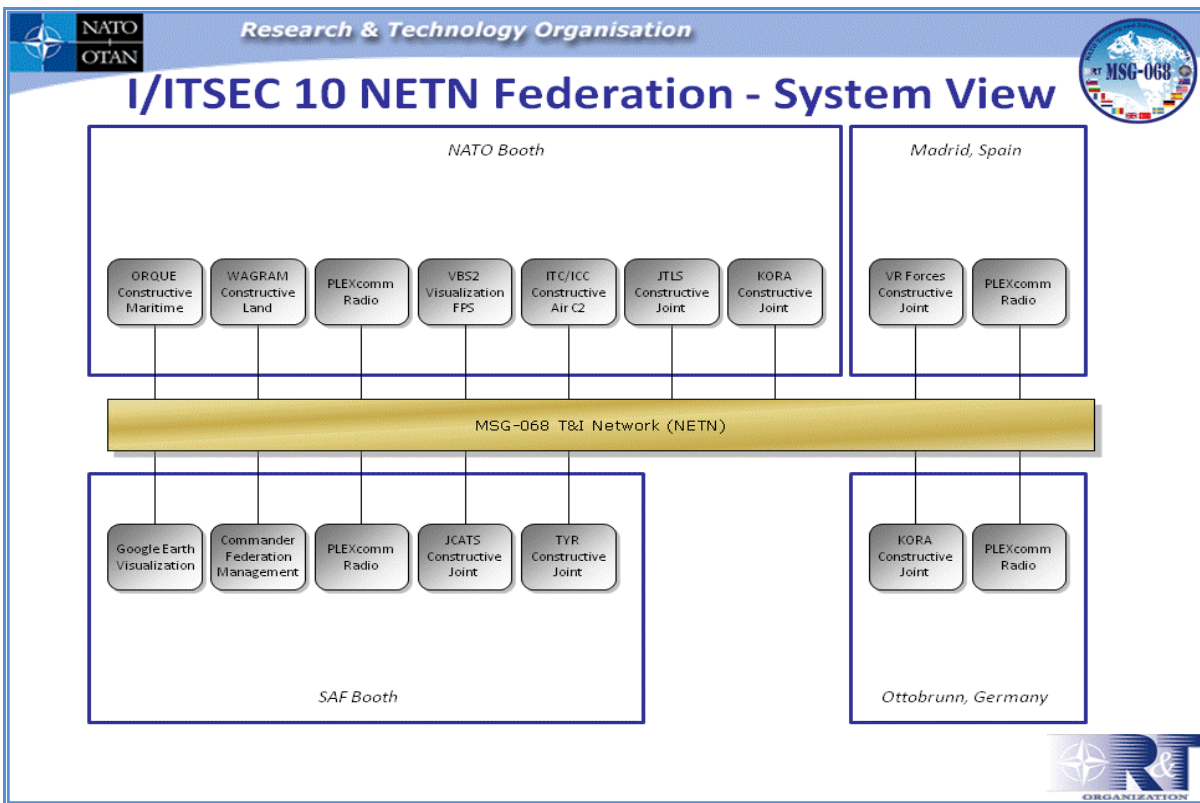 NATO
OTAN
Research & Technology Organisation
I/ITSEC 10 NETN Federation - System View
RT MSG-068
NATO Booth
Madrid, Spain
ORQUE
Constructive
Maritime
WAGRAM
Constructive
Land
PLEXcomm
Radio
VBS2
Visualization
FPS
ITC/ICC
Constructive
Air C2
JTLS
Constructive
Joint
KORA
Constructive
Joint
VR Forces
Constructive
Joint
PLEXcomm
Radio
MSG-068 T&I Network (NETN)
Google Earth
Visualization
Commander
Federation
Management
PLEXcomm
Radio
JCATS
Constructive
Joint
TYR
Constructive
Joint
KORA
Constructive
Joint
PLEXcomm
Radio
SAF Booth
Ottobrunn, Germany
R&T
ORGANIZATION